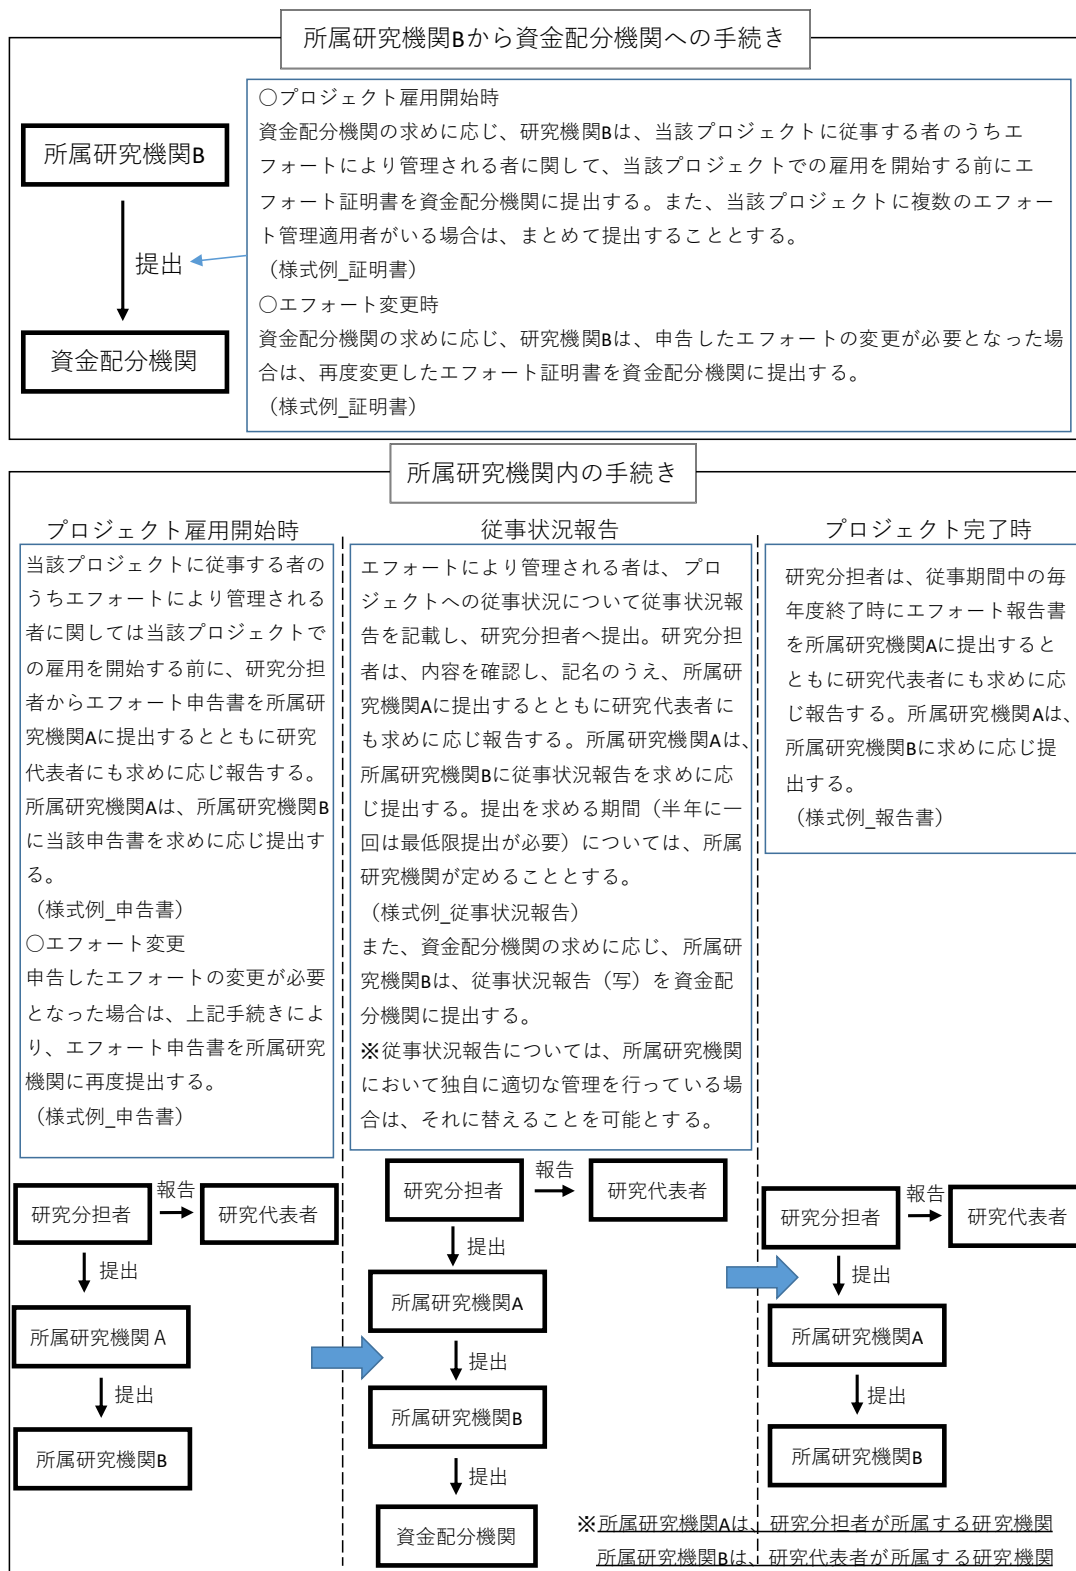 所属研究機関Bから資金配分機関への手続き
所属研究機関B
提出
資金配分機関
○プロジェクト雇用開始時
資金配分機関の求めに応じ、研究機関Bは、当該プロジェクトに従事する者のうちエ
フォートにより管理される者に関して、当該プロジェクトでの雇用を開始する前にエ
フォート証明書を資金配分機関に提出する。また、当該プロジェクトに複数のエフォー
ト管理適用者がいる場合は、まとめて提出することとする。
（様式例_証明書）
○エフォート変更時
資金配分機関の求めに応じ、研究機関Bは、申告したエフォートの変更が必要となった場
合は、再度変更したエフォート証明書を資金配分機関に提出する。
（様式例_証明書）
所属研究機関内の手続き
プロジェクト雇用開始時
当該プロジェクトに従事する者の
うちエフォートにより管理される
者に関しては当該プロジェクトで
の雇用を開始する前に、研究分担
者からエフォート申告書を所属研
究機関Aに提出するとともに研究
代表者にも求めに応じ報告する。
所属研究機関Aは、所属研究機関B
に当該申告書を求めに応じ提出す
る。
（様式例_申告書）
○エフォート変更
申告したエフォートの変更が必要
となった場合は、上記手続きによ
り、エフォート申告書を所属研究
機関に再度提出する。
（様式例_申告書）
研究分担者
報告
研究代表者
提出
所属研究機関A
提出
所属研究機関B
従事状況報告
エフォートにより管理される者は、プロ
ジェクトへの従事状況について従事状況報
告を記載し、研究分担者へ提出。研究分担
者は、内容を確認し、記名のうえ、所属研
究機関Aに提出するとともに研究代表者に
も求めに応じ報告する。所属研究機関Aは、
所属研究機関Bに従事状況報告を求めに応
じ提出する。提出を求める期間（半年に一
回は最低限提出が必要）については、所属
研究機関が定めることとする。
（様式例_従事状況報告）
また、資金配分機関の求めに応じ、所属研
究機関Bは、従事状況報告（写）を資金配
分機関に提出する。
※従事状況報告については、所属研究機関
において独自に適切な管理を行っている場
合は、それに替えることを可能とする。
研究分担者
報告
研究代表者
提出
所属研究機関A
提出
所属研究機関B
提出
資金配分機関
プロジェクト完了時
研究分担者は、従事期間中の毎
年度終了時にエフォート報告書
を所属研究機関Aに提出すると
ともに研究代表者にも求めに応
じ報告する。所属研究機関Aは、
所属研究機関Bに求めに応じ提
出する。
（様式例_報告書）
研究分担者
報告
研究代表者
提出
所属研究機関A
提出
所属研究機関B
※所属研究機関Aは、研究分担者が所属する研究機関
所属研究機関Bは、研究代表者が所属する研究機関